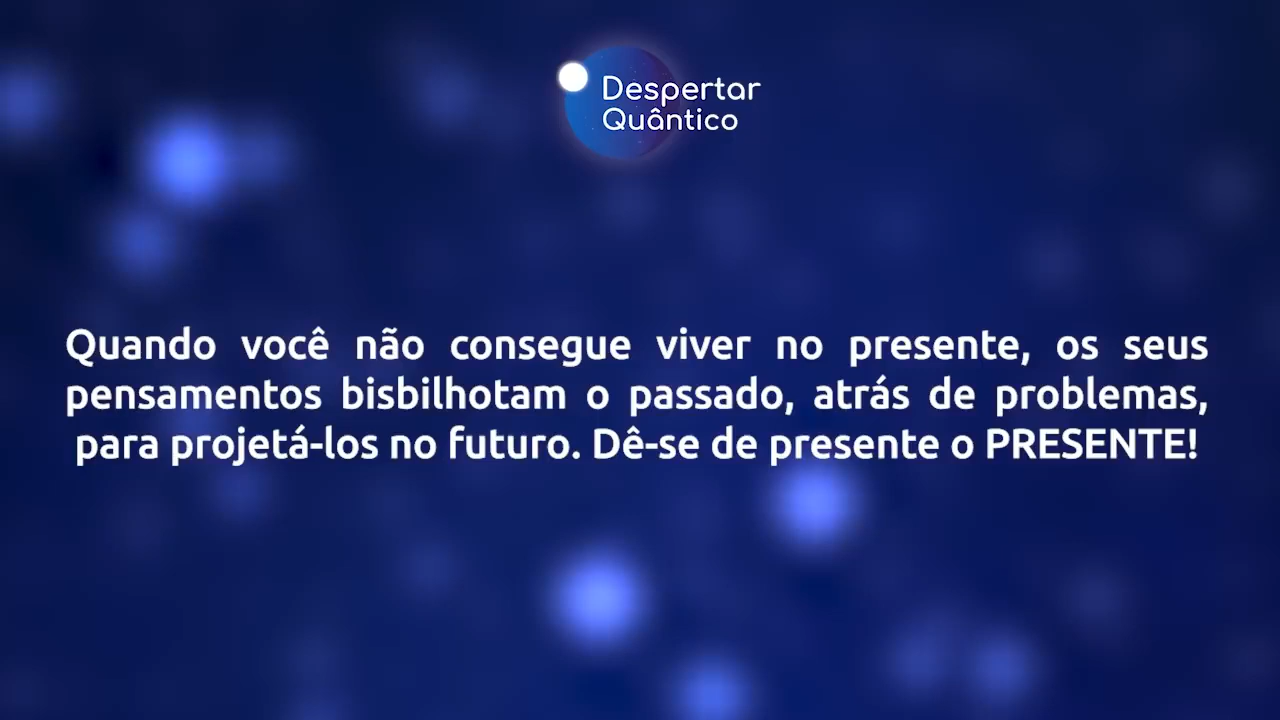 Despertar
Quântico
Quando você não consegue viver no presente, os seus
pensamentos bisbilhotam o passado, atrás de problemas,
para projetá-los no futuro. Dê-se de presente o PRESENTE!